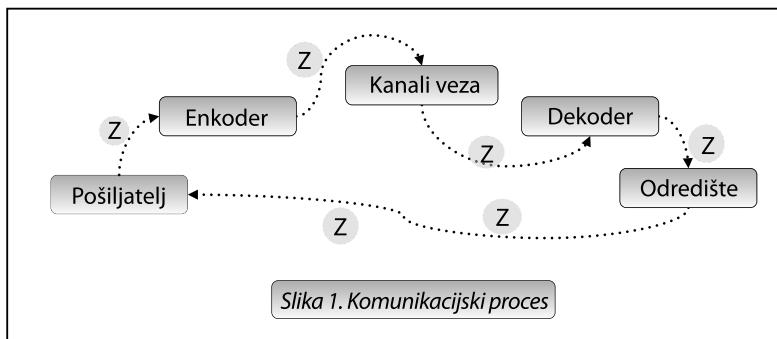 Z
Kanali veza
Z
Enkoder
Dekoder
Z
Z
Z
Pošiljatelj
Odredište
Z
Z
Slika 1. Komunikacijski proces